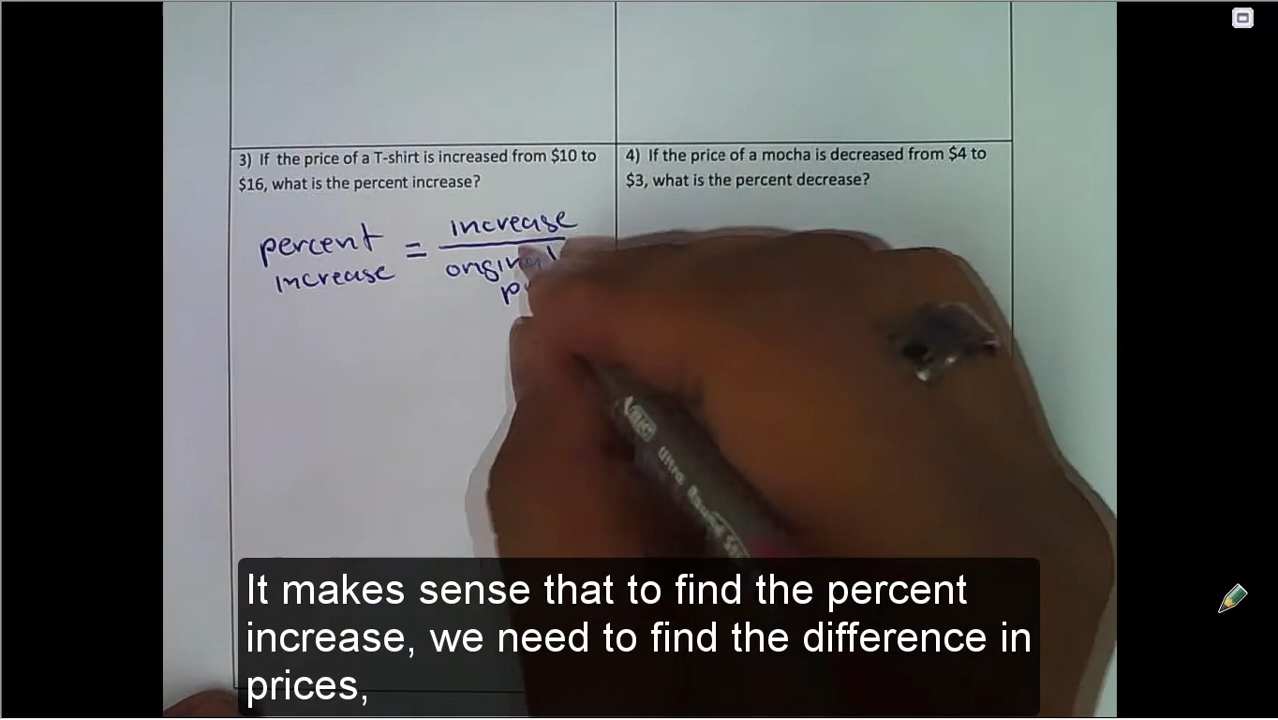 3) If the price of a T-shirt is increased from $10 to
$16, what is the percent increase?
4) If the price of a mocha is decreased from $4 to
$3, what is the percent decrease?
percent
increase
=
increase
original
It makes sense that to find the percent
increase, we need to find the difference in
prices,